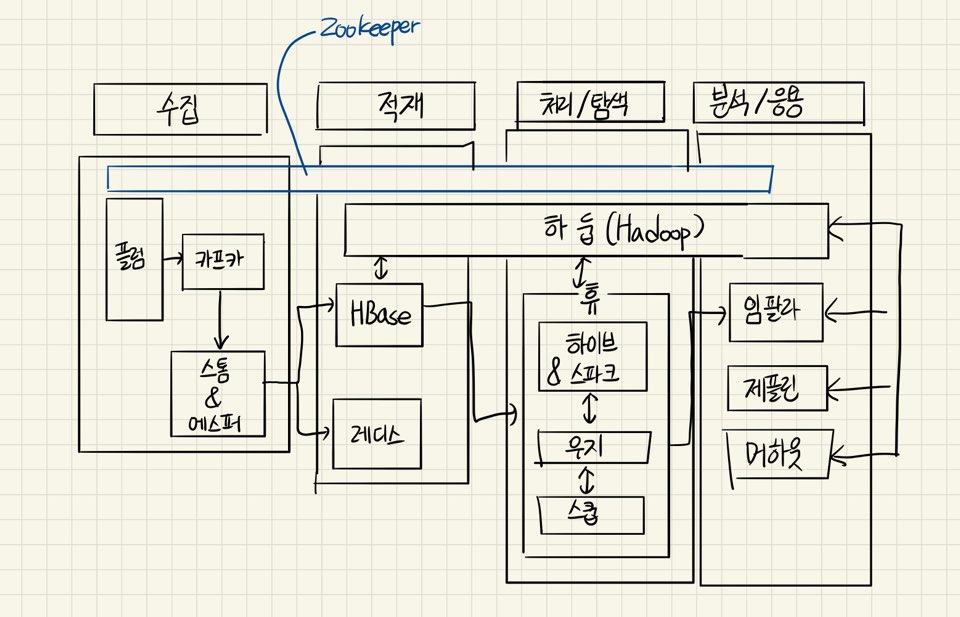 Zookeeper
수집
적재
처리/탐색
분석/응용
하둡(Hadoop)
플럼
카프카
스톰
&
에스퍼
HBase
레디스
휴
하이브
& 스파크
우지
스쿱
임팔라
제플린
머하웃